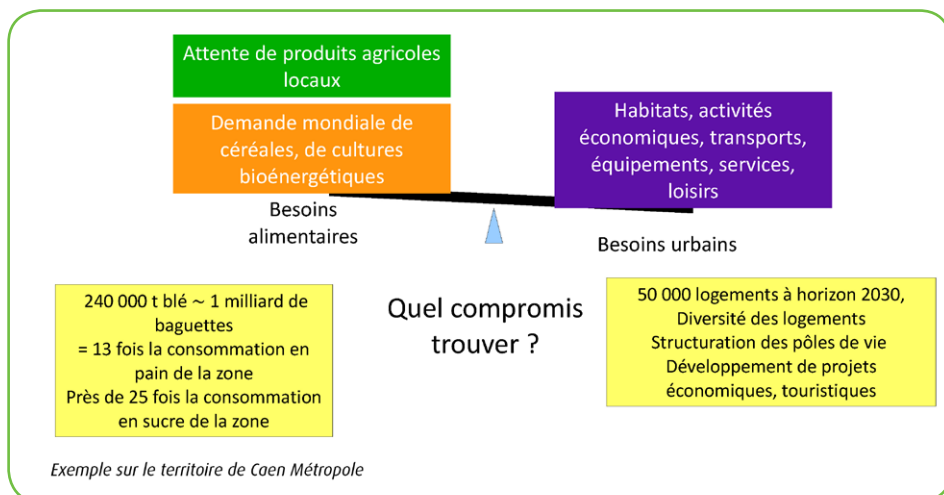 Attente de produits agricoles
locaux
Demande mondiale de
céréales, de cultures
bioénergétiques
Habitats, activités
économiques, transports,
équipements, services,
loisirs
Besoins
alimentaires
Besoins urbains
240 000 t blé ~ 1 milliard de
baguettes
= 13 fois la consommation en
pain de la zone
Près de 25 fois la consommation
en sucre de la zone
Quel compromis
trouver ?
50 000 logements à horizon 2030,
Diversité des logements
Structuration des pôles de vie
Développement de projets
économiques, touristiques
Exemple sur le territoire de Caen Métropole